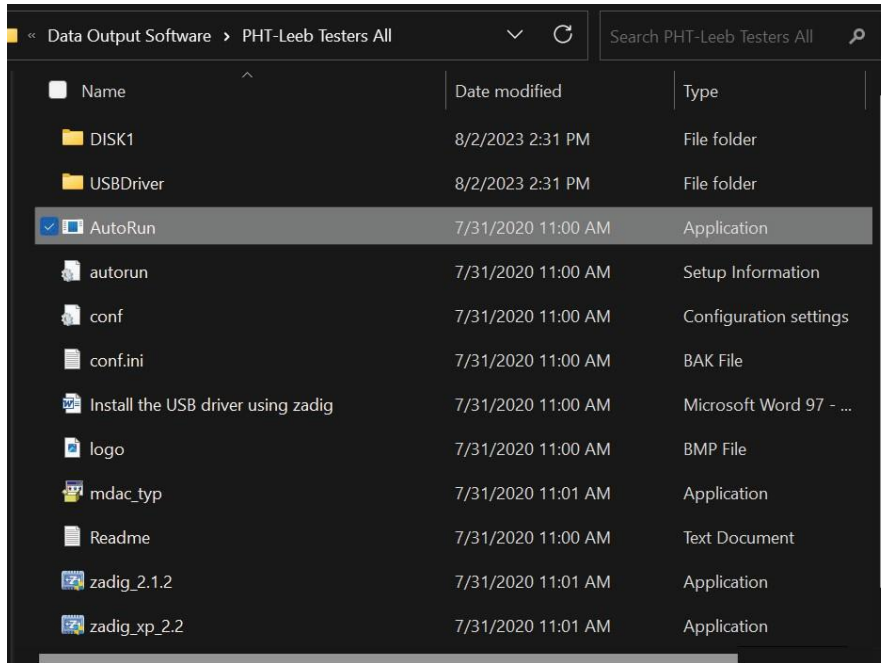 « Data Output Software > PHT-Leeb Testers All Search PHT-Leeb Testers All
Name Date modified Type
DISK1 8/2/2023 2:31 PM File folder
USBDriver 8/2/2023 2:31 PM File folder
AutoRun 7/31/2020 11:00 AM Application
autorun 7/31/2020 11:00 AM Setup Information
conf 7/31/2020 11:00 AM Configuration settings
conf.ini 7/31/2020 11:00 AM BAK File
Install the USB driver using zadig 7/31/2020 11:00 AM Microsoft Word 97 - ...
logo 7/31/2020 11:00 AM BMP File
mdac_typ 7/31/2020 11:01 AM Application
Readme 7/31/2020 11:00 AM Text Document
zadig_2.1.2 7/31/2020 11:01 AM Application
zadig_xp_2.2 7/31/2020 11:01 AM Application